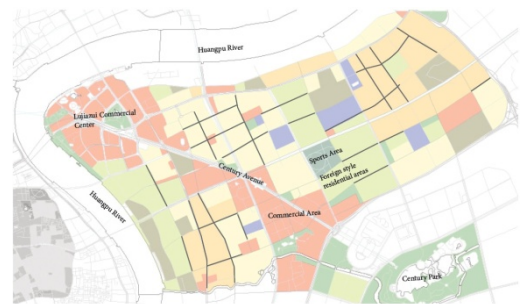 Huangpu River
Lujiazui Commercial
Center
Sports Area
Century Avenue
Foreign style
residential areas
Huangpu River
Commercial Area
Century Park